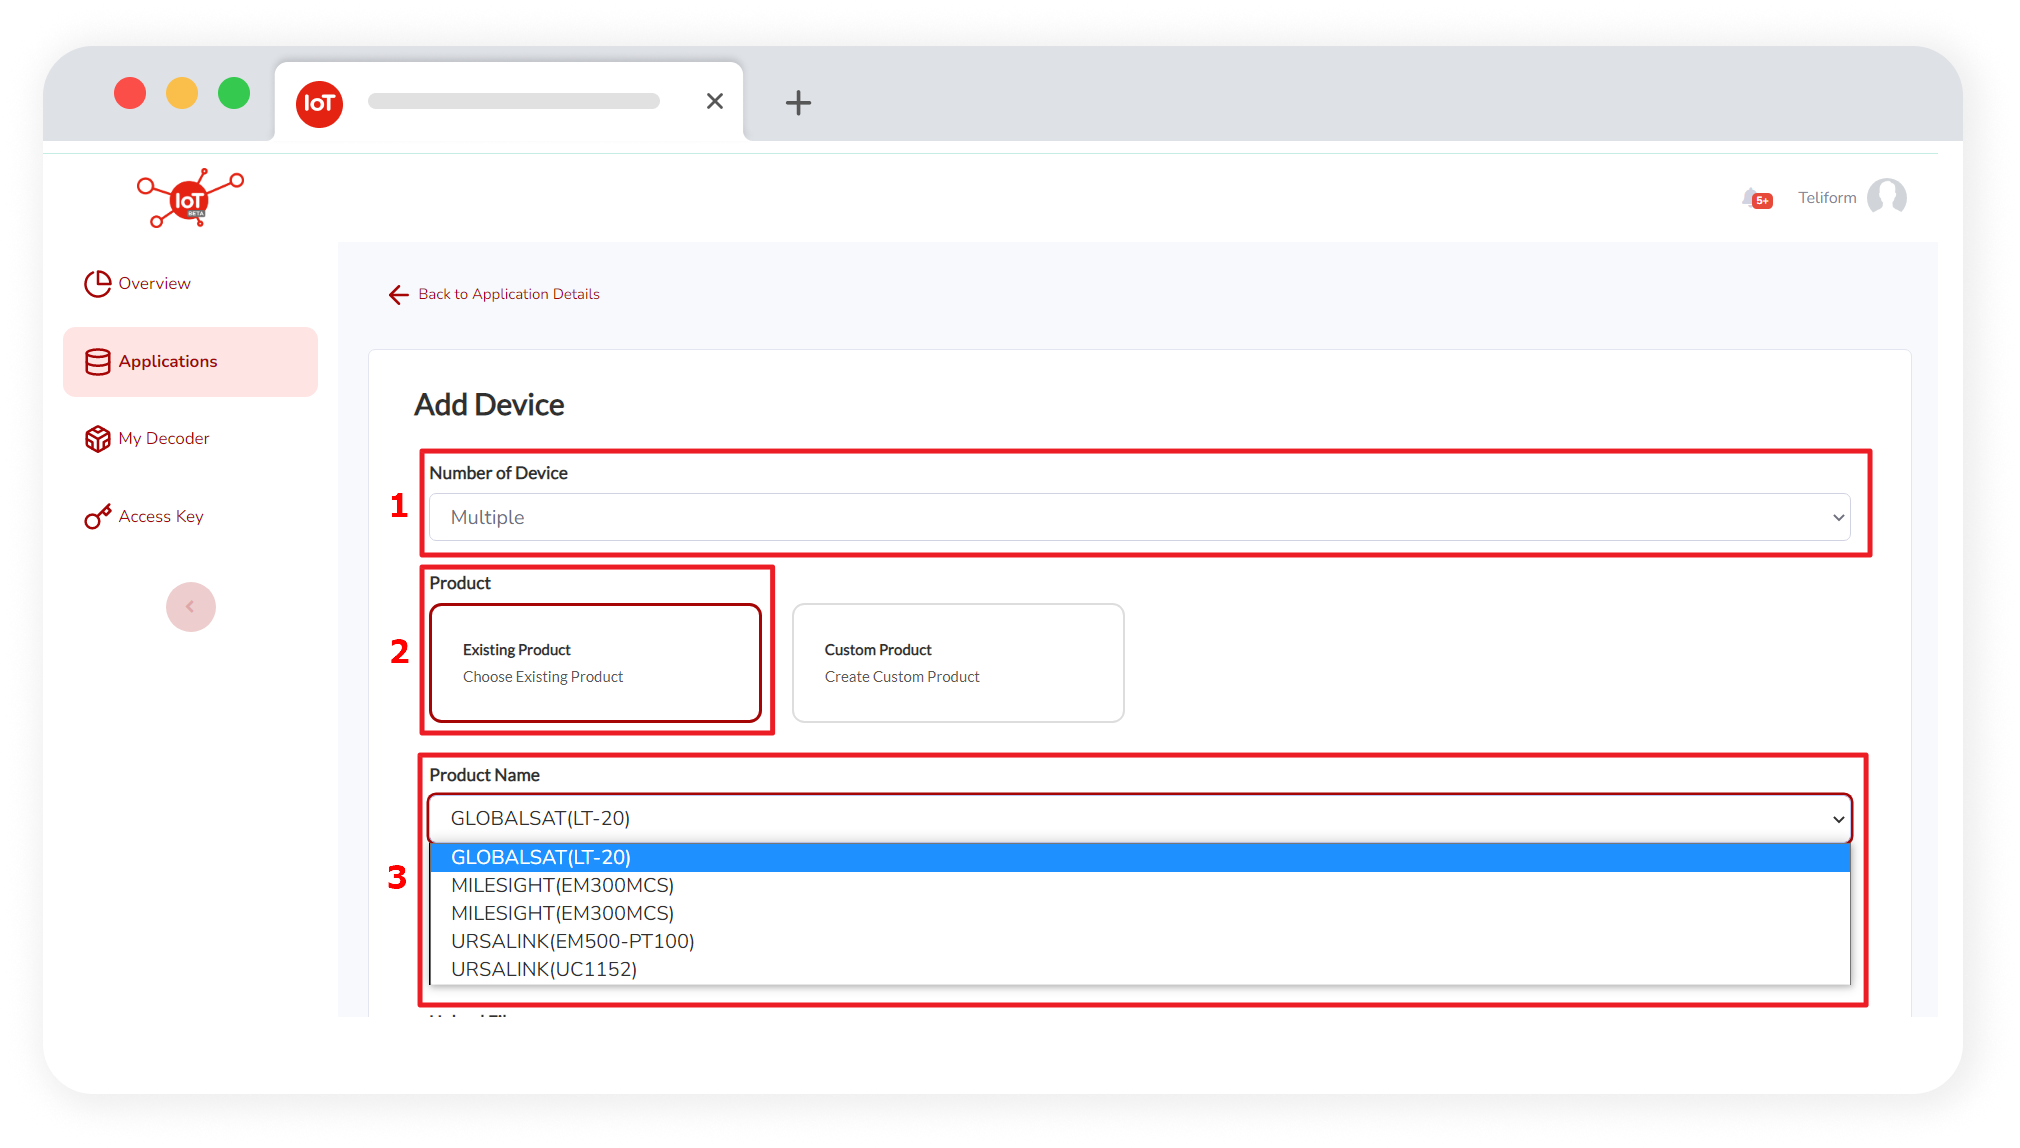 IoT
IoT
BETA
5+
Teliform
Overview
Applications
My Decoder
Access Key
Back to Application Details
Add Device
1
Number of Device
Multiple
2
Product
Existing Product
Choose Existing Product
Custom Product
Create Custom Product
3
Product Name
GLOBALSAT(LT-20)
GLOBALSAT(LT-20)
MILESIGHT(EM300MCS)
MILESIGHT(EM300MCS)
URSALINK(EM500-PT100)
URSALINK(UC1152)